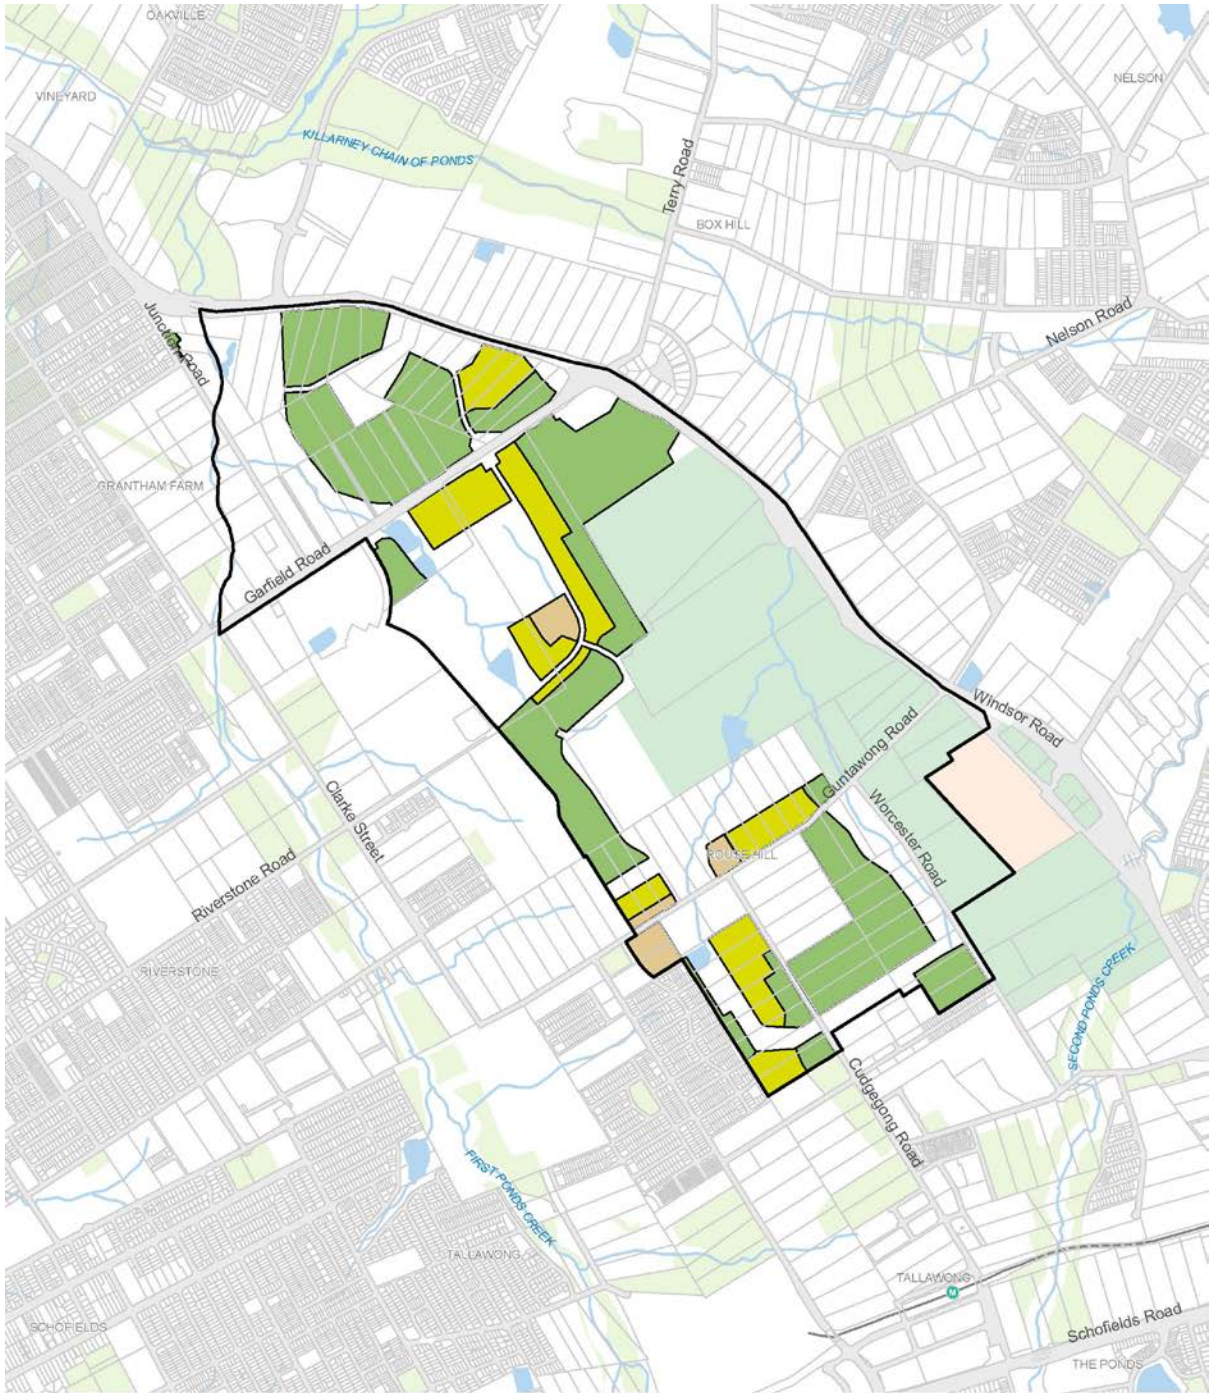 OAKVILLE
NELSON
VINEYARD
KILLARNEY CHAIN OF PONDS
Terry Road
BOX HILL
Junction Road
Nelson Road
GRANTHAM FARM
Garfield Road
Windsor Road
Guntawong Road
Clarke Street
Worcester Road
ROUSE HILL
Riverstone Road
RIVERSTONE
SECOND PONDS CREEK
Cudgegong Road
FIRST PONDS CREEK
TALLAWONG
TALLAWONG
M
SCHOFIELDS
Schofields Road
THE PONDS